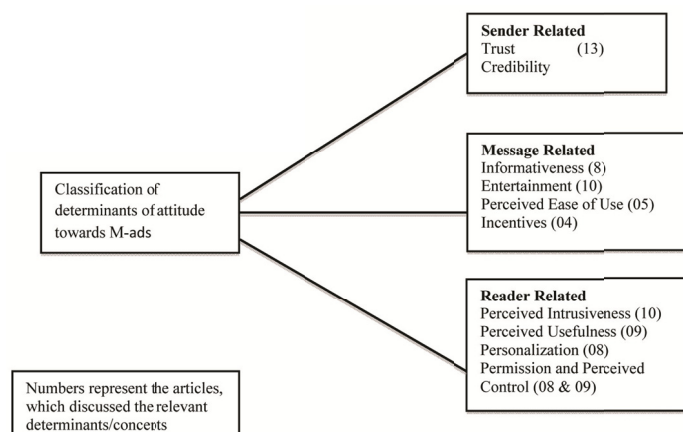 Sender Related
Trust (13)
Credibility
Classification of
determinants of attitude
towards M-ads
Message Related
Informativeness (8)
Entertainment (10)
Perceived Ease of Use (05)
Incentives (04)
Reader Related
Perceived Intrusiveness (10)
Perceived Usefulness (09)
Personalization (08)
Permission and Perceived
Control (08 & 09)
Numbers represent the articles,
which discussed the relevant
determinants/concepts